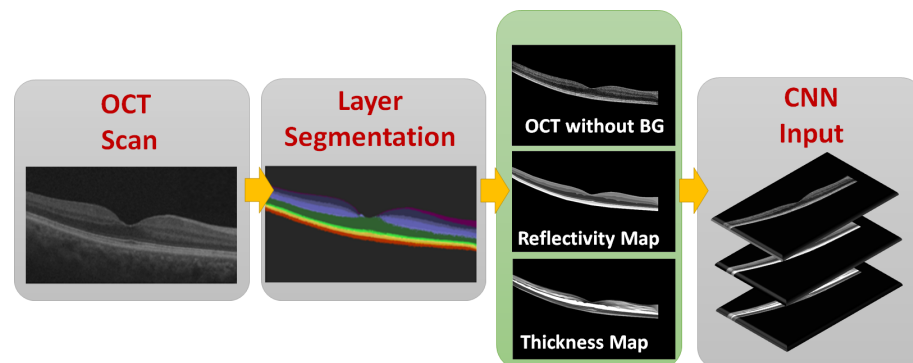 OCT
Scan
Layer
Segmentation
OCT without BG
Reflectivity Map
Thickness Map
CNN
Input